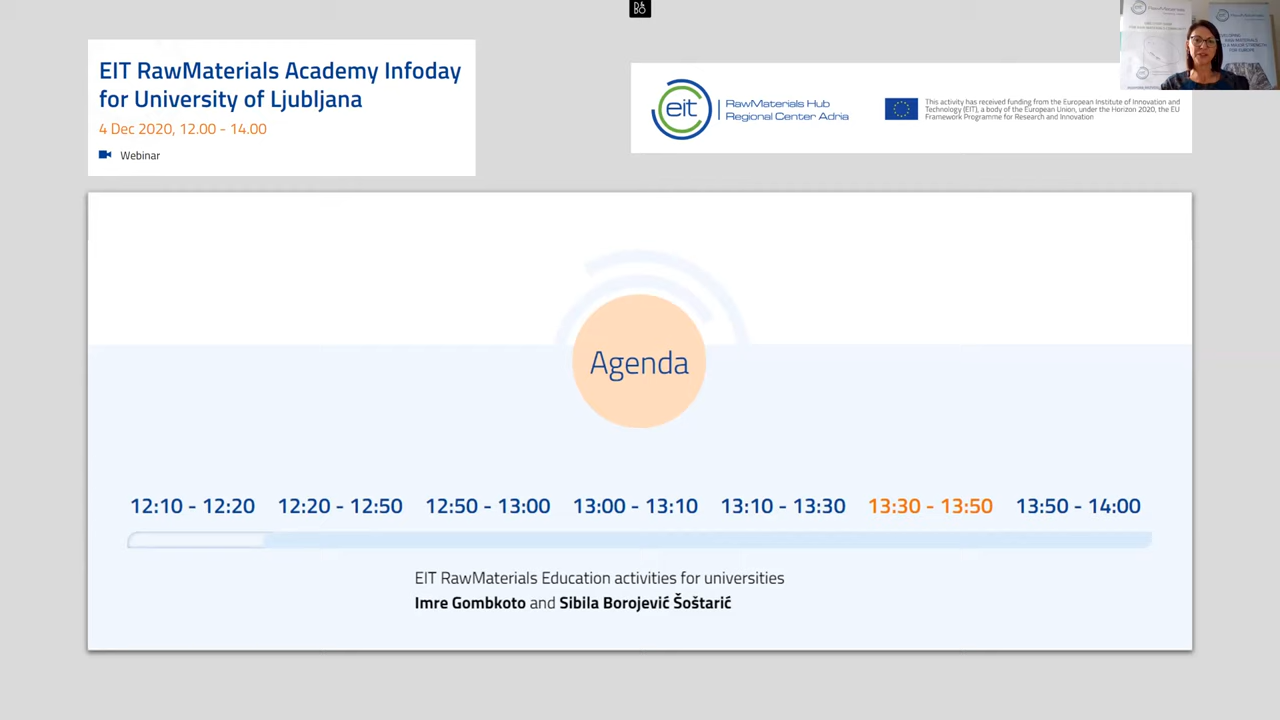 D&
BO
EIT RawMaterials Academy Infoday
for University of Ljubljana
4 Dec 2020, 12.00 - 14.00
Webinar
eit
RawMaterials Hub
Regional Center Adria
This activity has received funding from the European Institute of Innovation and
Technology (EIT), a body of the European Union, under the Horizon 2020, the EU
Framework Programme for Research and Innovation
Agenda
12:10 - 12:20 12:20 - 12:50 12:50 - 13:00 13:00 - 13:10 13:10 - 13:30 13:30 - 13:50 13:50 - 14:00
EIT RawMaterials Education activities for universities
Imre Gombkoto and Sibila Borojević Šoštarić